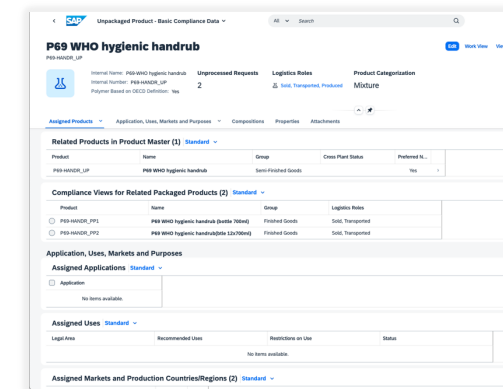 SAP Unpackaged Product - Basic Compliance Data All Search
P69 WHO hygienic handrub
Edit Work View
P69-HANDR_UP
Internal Name: P69-WHO hygienic handrub
Internal Number: P69-HANDR_UP
Polymer Based on OECD Definition: Yes
Unprocessed Requests
2
Logistics Roles
Sold, Transported, Produced
Product Categorization
Mixture
Assigned Products Application, Uses, Markets and Purposes Compositions Properties Attachments
Related Products in Product Master (1) Standard
Product Name Group Cross Plant Status Preferred N...
P69-HANDR_UP P69 WHO hygienic handrub Semi-Finished Goods Yes
Compliance Views for Related Packaged Products (2) Standard
Product Name Group Logistics Roles
P69-HANDR_PP1 P69 WHO hygienic handrub (bottle 700ml) Finished Goods Sold, Transported
P69-HANDR_PP2 P69 WHO hygienic handrub(btle 12x700ml) Finished Goods Sold, Transported
Application, Uses, Markets and Purposes
Assigned Applications Standard
Application
No items available.
Assigned Uses Standard
Legal Area Recommended Uses Restrictions on Use Status
No items available.
Assigned Markets and Production Countries/Regions (2) Standard